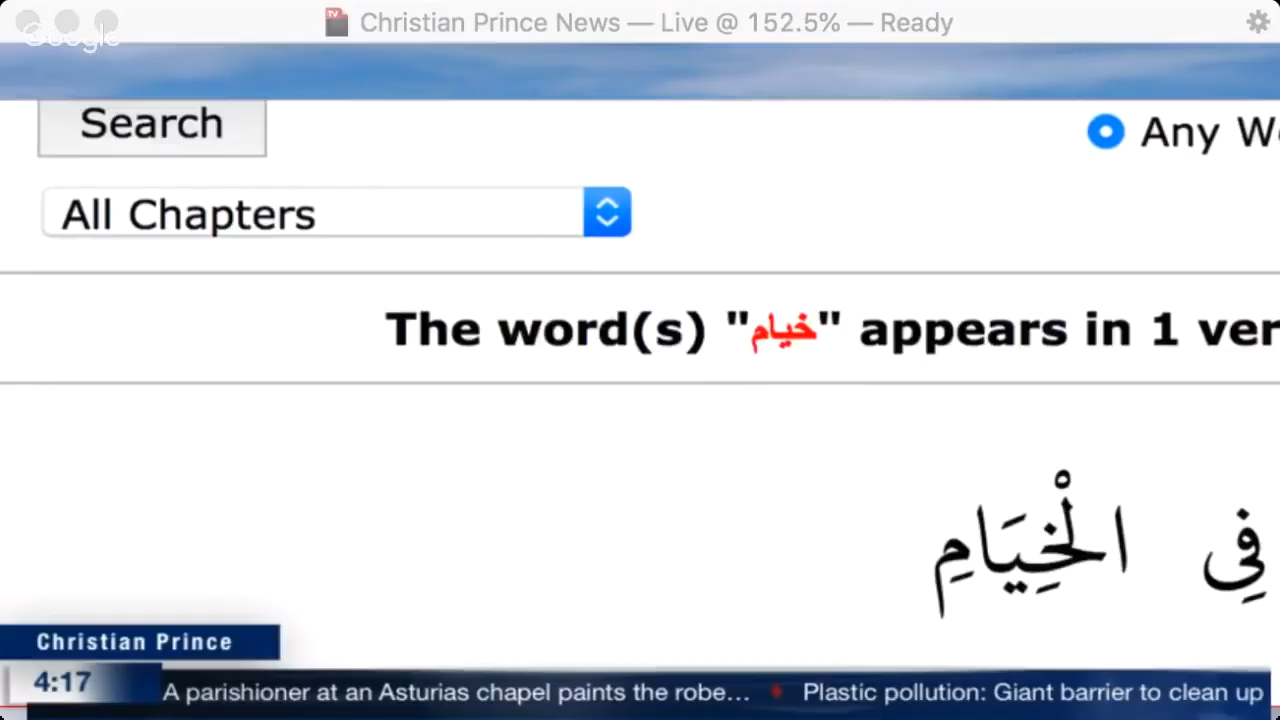 Christian Prince News — Live @ 152.5% — Ready
Google
Search
Any We
All Chapters
The word(s) "خيام" appears in 1 ver
فِى الْخِيَامِ
Christian Prince
4:17
A parishioner at an Asturias chapel paints the robe... ♦ Plastic pollution: Giant barrier to clean up